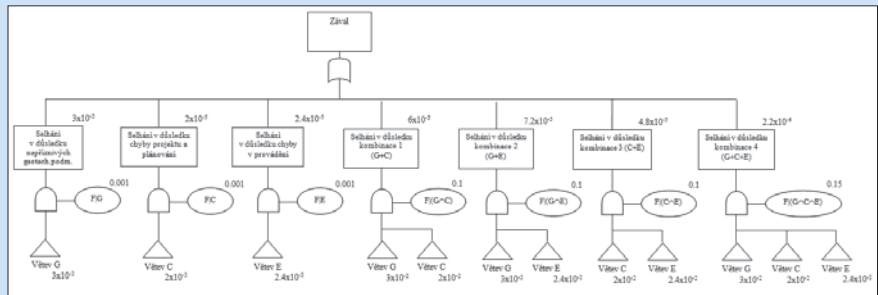 Zával
3x10⁻⁵
Selhání
v důsledku
nepříznivých
geotech.podm.
0.001
F|G
Větev G
3x10⁻²
2x10⁻⁵
Selhání v důsledku
chyby projektu a
plánování
0.001
F|C
Větev C
2x10⁻²
2.4x10⁻⁵
Selhání
v důsledku chyby
v provádění
0.001
F|E
Větev E
2.4x10⁻²
6x10⁻⁵
Selhání v důsledku
kombinace 1
(G+C)
0.1
F|(G∩C)
Větev G
3x10⁻²
Větev C
2x10⁻²
7.2x10⁻⁵
Selhání v důsledku
kombinace 2
(G+E)
0.1
F|(G∩E)
Větev G
3x10⁻²
Větev E
2.4x10⁻²
4.8x10⁻⁵
Selhání v důsledku
kombinace 3 (C+E)
0.1
F|(C∩E)
Větev C
2x10⁻²
Větev E
2.4x10⁻²
2.2x10⁻⁶
Selhání v důsledku
kombinace 4
(G+C+E)
0.15
F|(G∩C∩E)
Větev G
3x10⁻²
Větev C
2x10⁻²
Větev E
2.4x10⁻²